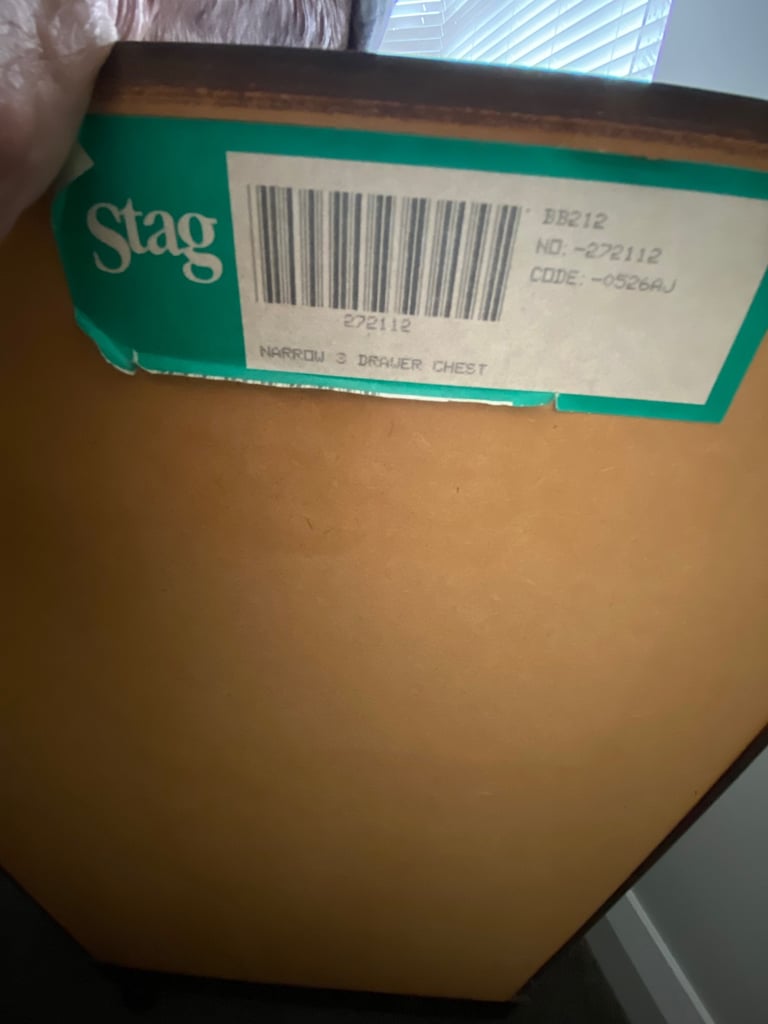 Stag
BB212
NO:-272112
CODE:-0526AJ
272112
NARROW 3 DRAWER CHEST